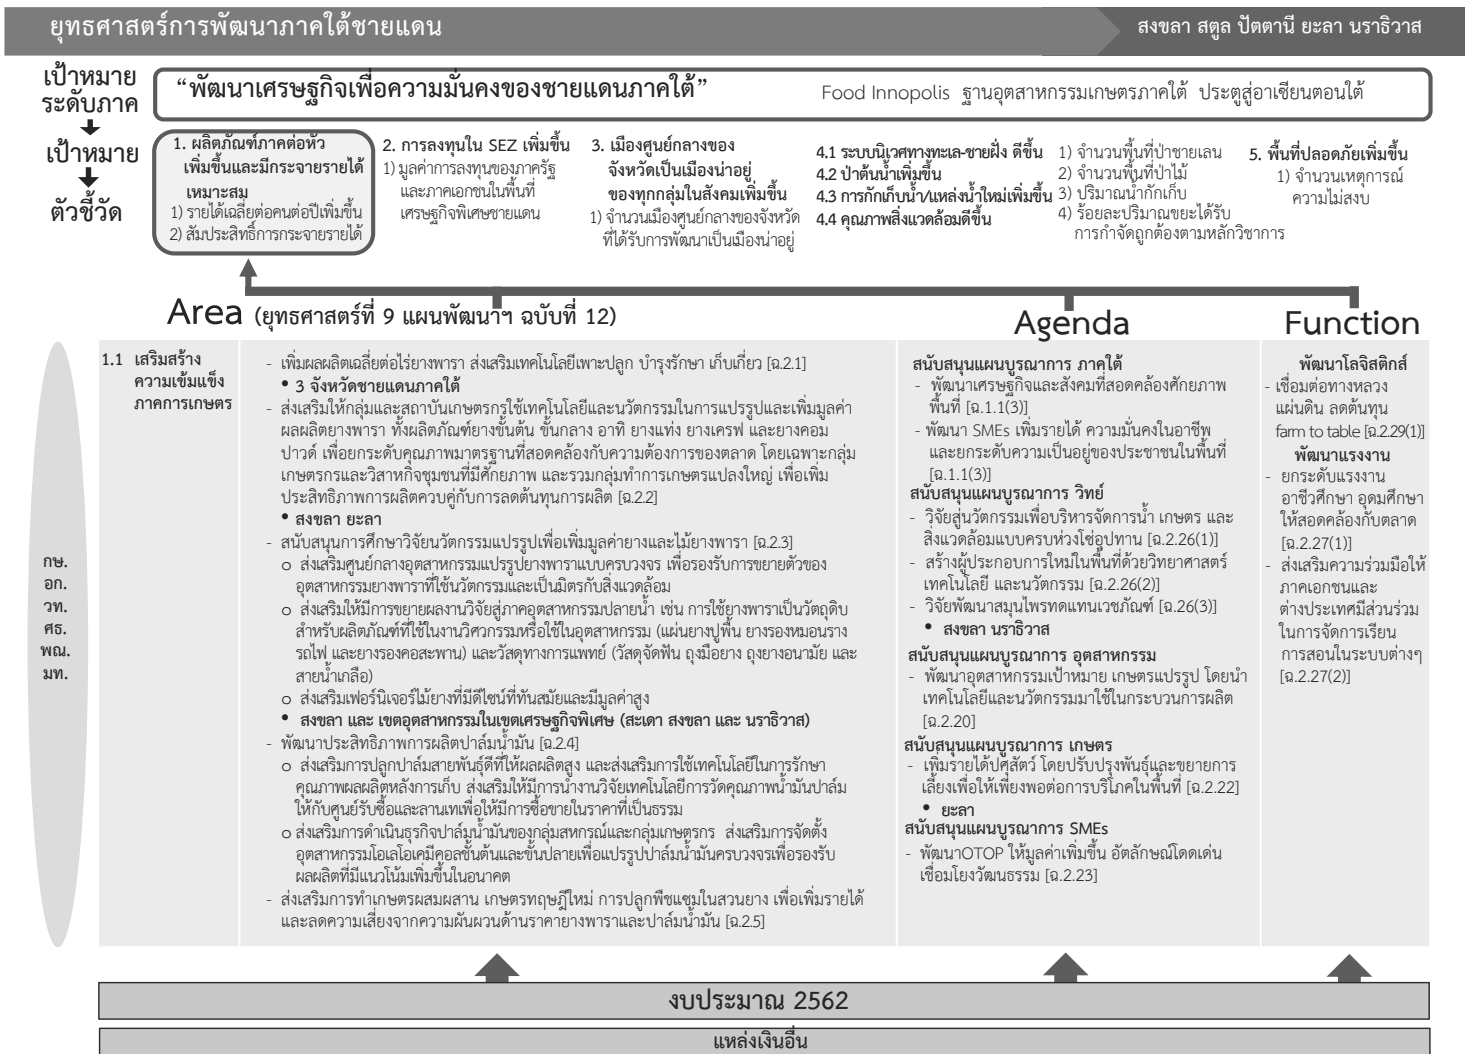 ยุทธศาสตร์การพัฒนาภาคใต้ชายแดน
สงขลา สตูล ปัตตานี ยะลา นราธิวาส
เป้าหมาย
ระดับภาค
เป้าหมาย
ตัวชี้วัด
“พัฒนาเศรษฐกิจเพื่อความมั่นคงของชายแดนภาคใต้”
Food Innopolis ฐานอุตสาหกรรมเกษตรภาคใต้ ประตูสู่อาเซียนตอนใต้
1. ผลิตภัณฑ์ภาคต่อหัว
เพิ่มขึ้นและมีกระจายรายได้
เหมาะสม
1) รายได้เฉลี่ยต่อคนต่อปีเพิ่มขึ้น
2) สัมประสิทธิ์การกระจายรายได้
2. การลงทุนใน SEZ เพิ่มขึ้น
1) มูลค่าการลงทุนของภาครัฐ
และภาคเอกชนในพื้นที่
เศรษฐกิจพิเศษชายแดน
3. เมืองศูนย์กลางของ
จังหวัดเป็นเมืองน่าอยู่
ของทุกกลุ่มในสังคมเพิ่มขึ้น
1) จำนวนเมืองศูนย์กลางของจังหวัด
ที่ได้รับการพัฒนาเป็นเมืองน่าอยู่
4.1 ระบบนิเวศทางทะเล-ชายฝั่ง ดีขึ้น
4.2 ป่าต้นน้ำเพิ่มขึ้น
4.3 การกักเก็บน้ำ/แหล่งน้ำใหม่เพิ่มขึ้น
4.4 คุณภาพสิ่งแวดล้อมดีขึ้น
1) จำนวนพื้นที่ป่าชายเลน
2) จำนวนพื้นที่ป่าไม้
3) ปริมาณน้ำกักเก็บ
4) ร้อยละปริมาณขยะได้รับ
การกำจัดถูกต้องตามหลักวิชาการ
5. พื้นที่ปลอดภัยเพิ่มขึ้น
1) จำนวนเหตุการณ์
ความไม่สงบ
Area (ยุทธศาสตร์ที่ 9 แผนพัฒนาฯ ฉบับที่ 12)
Agenda
Function
กษ.
อก.
วท.
ศธ.
พณ.
มท.
1.1 เสริมสร้าง
ความเข้มแข็ง
ภาคการเกษตร
- เพิ่มผลผลิตเฉลี่ยต่อไร่ยางพารา ส่งเสริมเทคโนโลยีเพาะปลูก บำรุงรักษา เก็บเกี่ยว [ฉ.2.1]
• 3 จังหวัดชายแดนภาคใต้
- ส่งเสริมให้กลุ่มและสถาบันเกษตรกรใช้เทคโนโลยีและนวัตกรรมในการแปรรูปและเพิ่มมูลค่า
ผลผลิตยางพารา ทั้งผลิตภัณฑ์ยางขั้นต้น ขั้นกลาง อาทิ ยางแท่ง ยางเครฟ และยางคอม
ปาวด์ เพื่อยกระดับคุณภาพมาตรฐานที่สอดคล้องกับความต้องการของตลาด โดยเฉพาะกลุ่ม
เกษตรกรและวิสาหกิจชุมชนที่มีศักยภาพ และรวมกลุ่มทำการเกษตรแปลงใหญ่ เพื่อเพิ่ม
ประสิทธิภาพการผลิตควบคู่กับการลดต้นทุนการผลิต [ฉ.2.2]
• สงขลา ยะลา
- สนับสนุนการศึกษาวิจัยนวัตกรรมแปรรูปเพื่อเพิ่มมูลค่ายางและไม้ยางพารา [ฉ.2.3]
o ส่งเสริมศูนย์กลางอุตสาหกรรมแปรรูปยางพาราแบบครบวงจร เพื่อรองรับการขยายตัวของ
อุตสาหกรรมยางพาราที่ใช้นวัตกรรมและเป็นมิตรกับสิ่งแวดล้อม
o ส่งเสริมให้มีการขยายผลงานวิจัยสู่ภาคอุตสาหกรรมปลายน้ำ เช่น การใช้ยางพาราเป็นวัตถุดิบ
สำหรับผลิตภัณฑ์ที่ใช้ในงานวิศวกรรมหรือใช้ในอุตสาหกรรม (แผ่นยางปูพื้น ยางรองหมอนราง
รถไฟ และยางรองคอสะพาน) และวัสดุทางการแพทย์ (วัสดุจัดฟัน ถุงมือยาง ถุงยางอนามัย และ
สายน้ำเกลือ)
o ส่งเสริมเฟอร์นิเจอร์ไม้ยางที่มีดีไซน์ที่ทันสมัยและมีมูลค่าสูง
• สงขลา และ เขตอุตสาหกรรมในเขตเศรษฐกิจพิเศษ (สะเดา สงขลา และ นราธิวาส)
- พัฒนาประสิทธิภาพการผลิตปาล์มน้ำมัน [ฉ.2.4]
o ส่งเสริมการปลูกปาล์มสายพันธุ์ดีที่ให้ผลผลิตสูง และส่งเสริมการใช้เทคโนโลยีในการรักษา
คุณภาพผลผลิตหลังการเก็บ ส่งเสริมให้มีการนำงานวิจัยเทคโนโลยีการวัดคุณภาพน้ำมันปาล์ม
ให้กับศูนย์รับซื้อและลานเทเพื่อให้มีการซื้อขายในราคาที่เป็นธรรม
o ส่งเสริมการดำเนินธุรกิจปาล์มน้ำมันของกลุ่มสหกรณ์และกลุ่มเกษตรกร ส่งเสริมการจัดตั้ง
อุตสาหกรรมโอเลโอเคมีคอลชั้นต้นและขั้นปลายเพื่อแปรรูปปาล์มน้ำมันครบวงจรเพื่อรองรับ
ผลผลิตที่มีแนวโน้มเพิ่มขึ้นในอนาคต
- ส่งเสริมการทำเกษตรผสมผสาน เกษตรทฤษฎีใหม่ การปลูกพืชแซมในสวนยาง เพื่อเพิ่มรายได้
และลดความเสี่ยงจากความผันผวนด้านราคายางพาราและปาล์มน้ำมัน [ฉ.2.5]
สนับสนุนแผนบูรณาการ ภาคใต้
- พัฒนาเศรษฐกิจและสังคมที่สอดคล้องศักยภาพ
พื้นที่ [ฉ.1.1(3)]
- พัฒนา SMEs เพิ่มรายได้ ความมั่นคงในอาชีพ
และยกระดับความเป็นอยู่ของประชาชนในพื้นที่
[ฉ.1.1(3)]
สนับสนุนแผนบูรณาการ วิทย์
- วิจัยสู่นวัตกรรมเพื่อบริหารจัดการน้ำ เกษตร และ
สิ่งแวดล้อมแบบครบห่วงโซ่อุปทาน [ฉ.2.26(1)]
- สร้างผู้ประกอบการใหม่ในพื้นที่ด้วยวิทยาศาสตร์
เทคโนโลยี และนวัตกรรม [ฉ.2.26(2)]
- วิจัยพัฒนาสมุนไพรทดแทนเวชภัณฑ์ [ฉ.26(3)]
• สงขลา นราธิวาส
สนับสนุนแผนบูรณาการ อุตสาหกรรม
- พัฒนาอุตสาหกรรมเป้าหมาย เกษตรแปรรูป โดยนำ
เทคโนโลยีและนวัตกรรมมาใช้ในกระบวนการผลิต
[ฉ.2.20]
สนับสนุนแผนบูรณาการ เกษตร
- เพิ่มรายได้ปศุสัตว์ โดยปรับปรุงพันธุ์และขยายการ
เลี้ยงเพื่อให้เพียงพอต่อการบริโภคในพื้นที่ [ฉ.2.22]
• ยะลา
สนับสนุนแผนบูรณาการ SMEs
- พัฒนาOTOP ให้มูลค่าเพิ่มขึ้น อัตลักษณ์โดดเด่น
เชื่อมโยงวัฒนธรรม [ฉ.2.23]
พัฒนาโลจิสติกส์
- เชื่อมต่อทางหลวง
แผ่นดิน ลดต้นทุน
farm to table [ฉ.2.29(1)]
พัฒนาแรงงาน
- ยกระดับแรงงาน
อาชีวศึกษา อุดมศึกษา
ให้สอดคล้องกับตลาด
[ฉ.2.27(1)]
- ส่งเสริมความร่วมมือให้
ภาคเอกชนและ
ต่างประเทศมีส่วนร่วม
ในการจัดการเรียน
การสอนในระบบต่างๆ
[ฉ.2.27(2)]
งบประมาณ 2562
แหล่งเงินอื่น